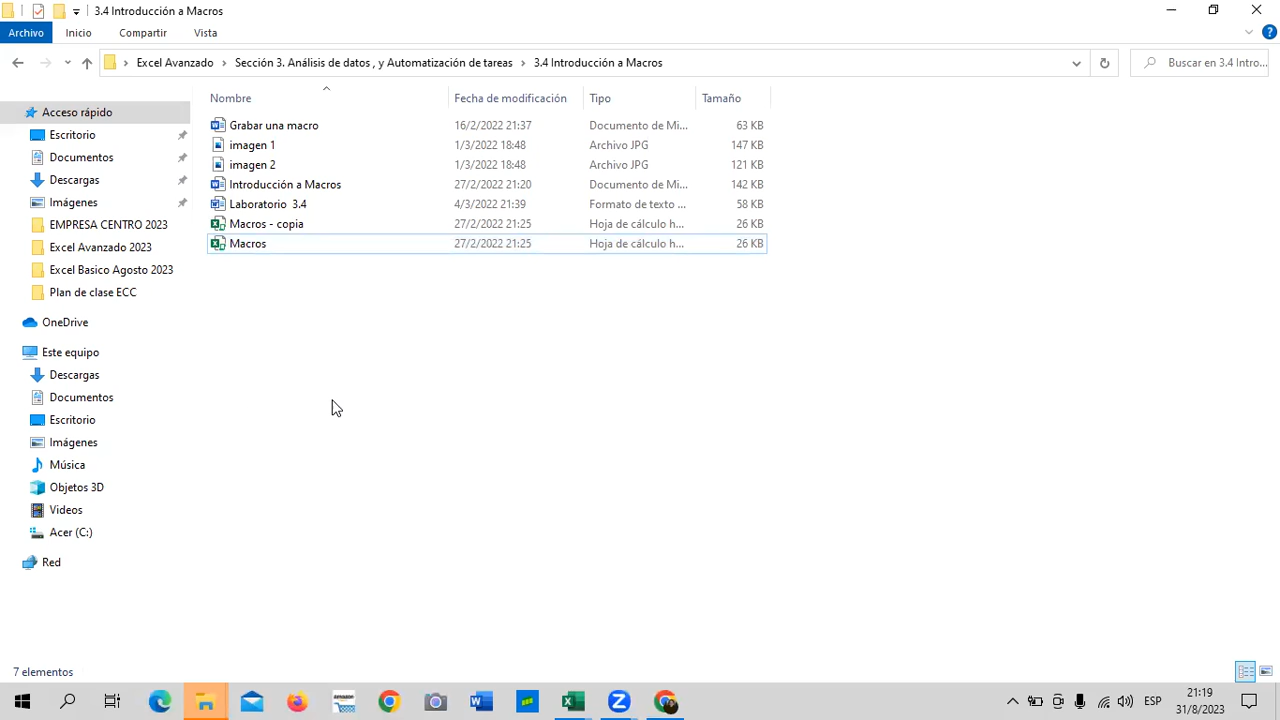 3.4 Introducción a Macros
Archivo Inicio Compartir Vista
Excel Avanzado Sección 3. Análisis de datos , y Automatización de tareas 3.4 Introducción a Macros Buscar en 3.4 Intro...
Nombre Fecha de modificación Tipo Tamaño
Grabar una macro 16/2/2022 21:37 Documento de Mi... 63 KB
imagen 1 1/3/2022 18:48 Archivo JPG 147 KB
imagen 2 1/3/2022 18:48 Archivo JPG 121 KB
Introducción a Macros 27/2/2022 21:20 Documento de Mi... 142 KB
Laboratorio 3.4 4/3/2022 21:39 Formato de texto ... 58 KB
Macros - copia 27/2/2022 21:25 Hoja de cálculo h... 26 KB
Macros 27/2/2022 21:25 Hoja de cálculo h... 26 KB
Acceso rápido
Escritorio
Documentos
Descargas
Imágenes
EMPRESA CENTRO 2023
Excel Avanzado 2023
Excel Basico Agosto 2023
Plan de clase ECC
OneDrive
Este equipo
Descargas
Documentos
Escritorio
Imágenes
Música
Objetos 3D
Videos
Acer (C:)
Red
7 elementos
ESP
21:19
31/8/2023